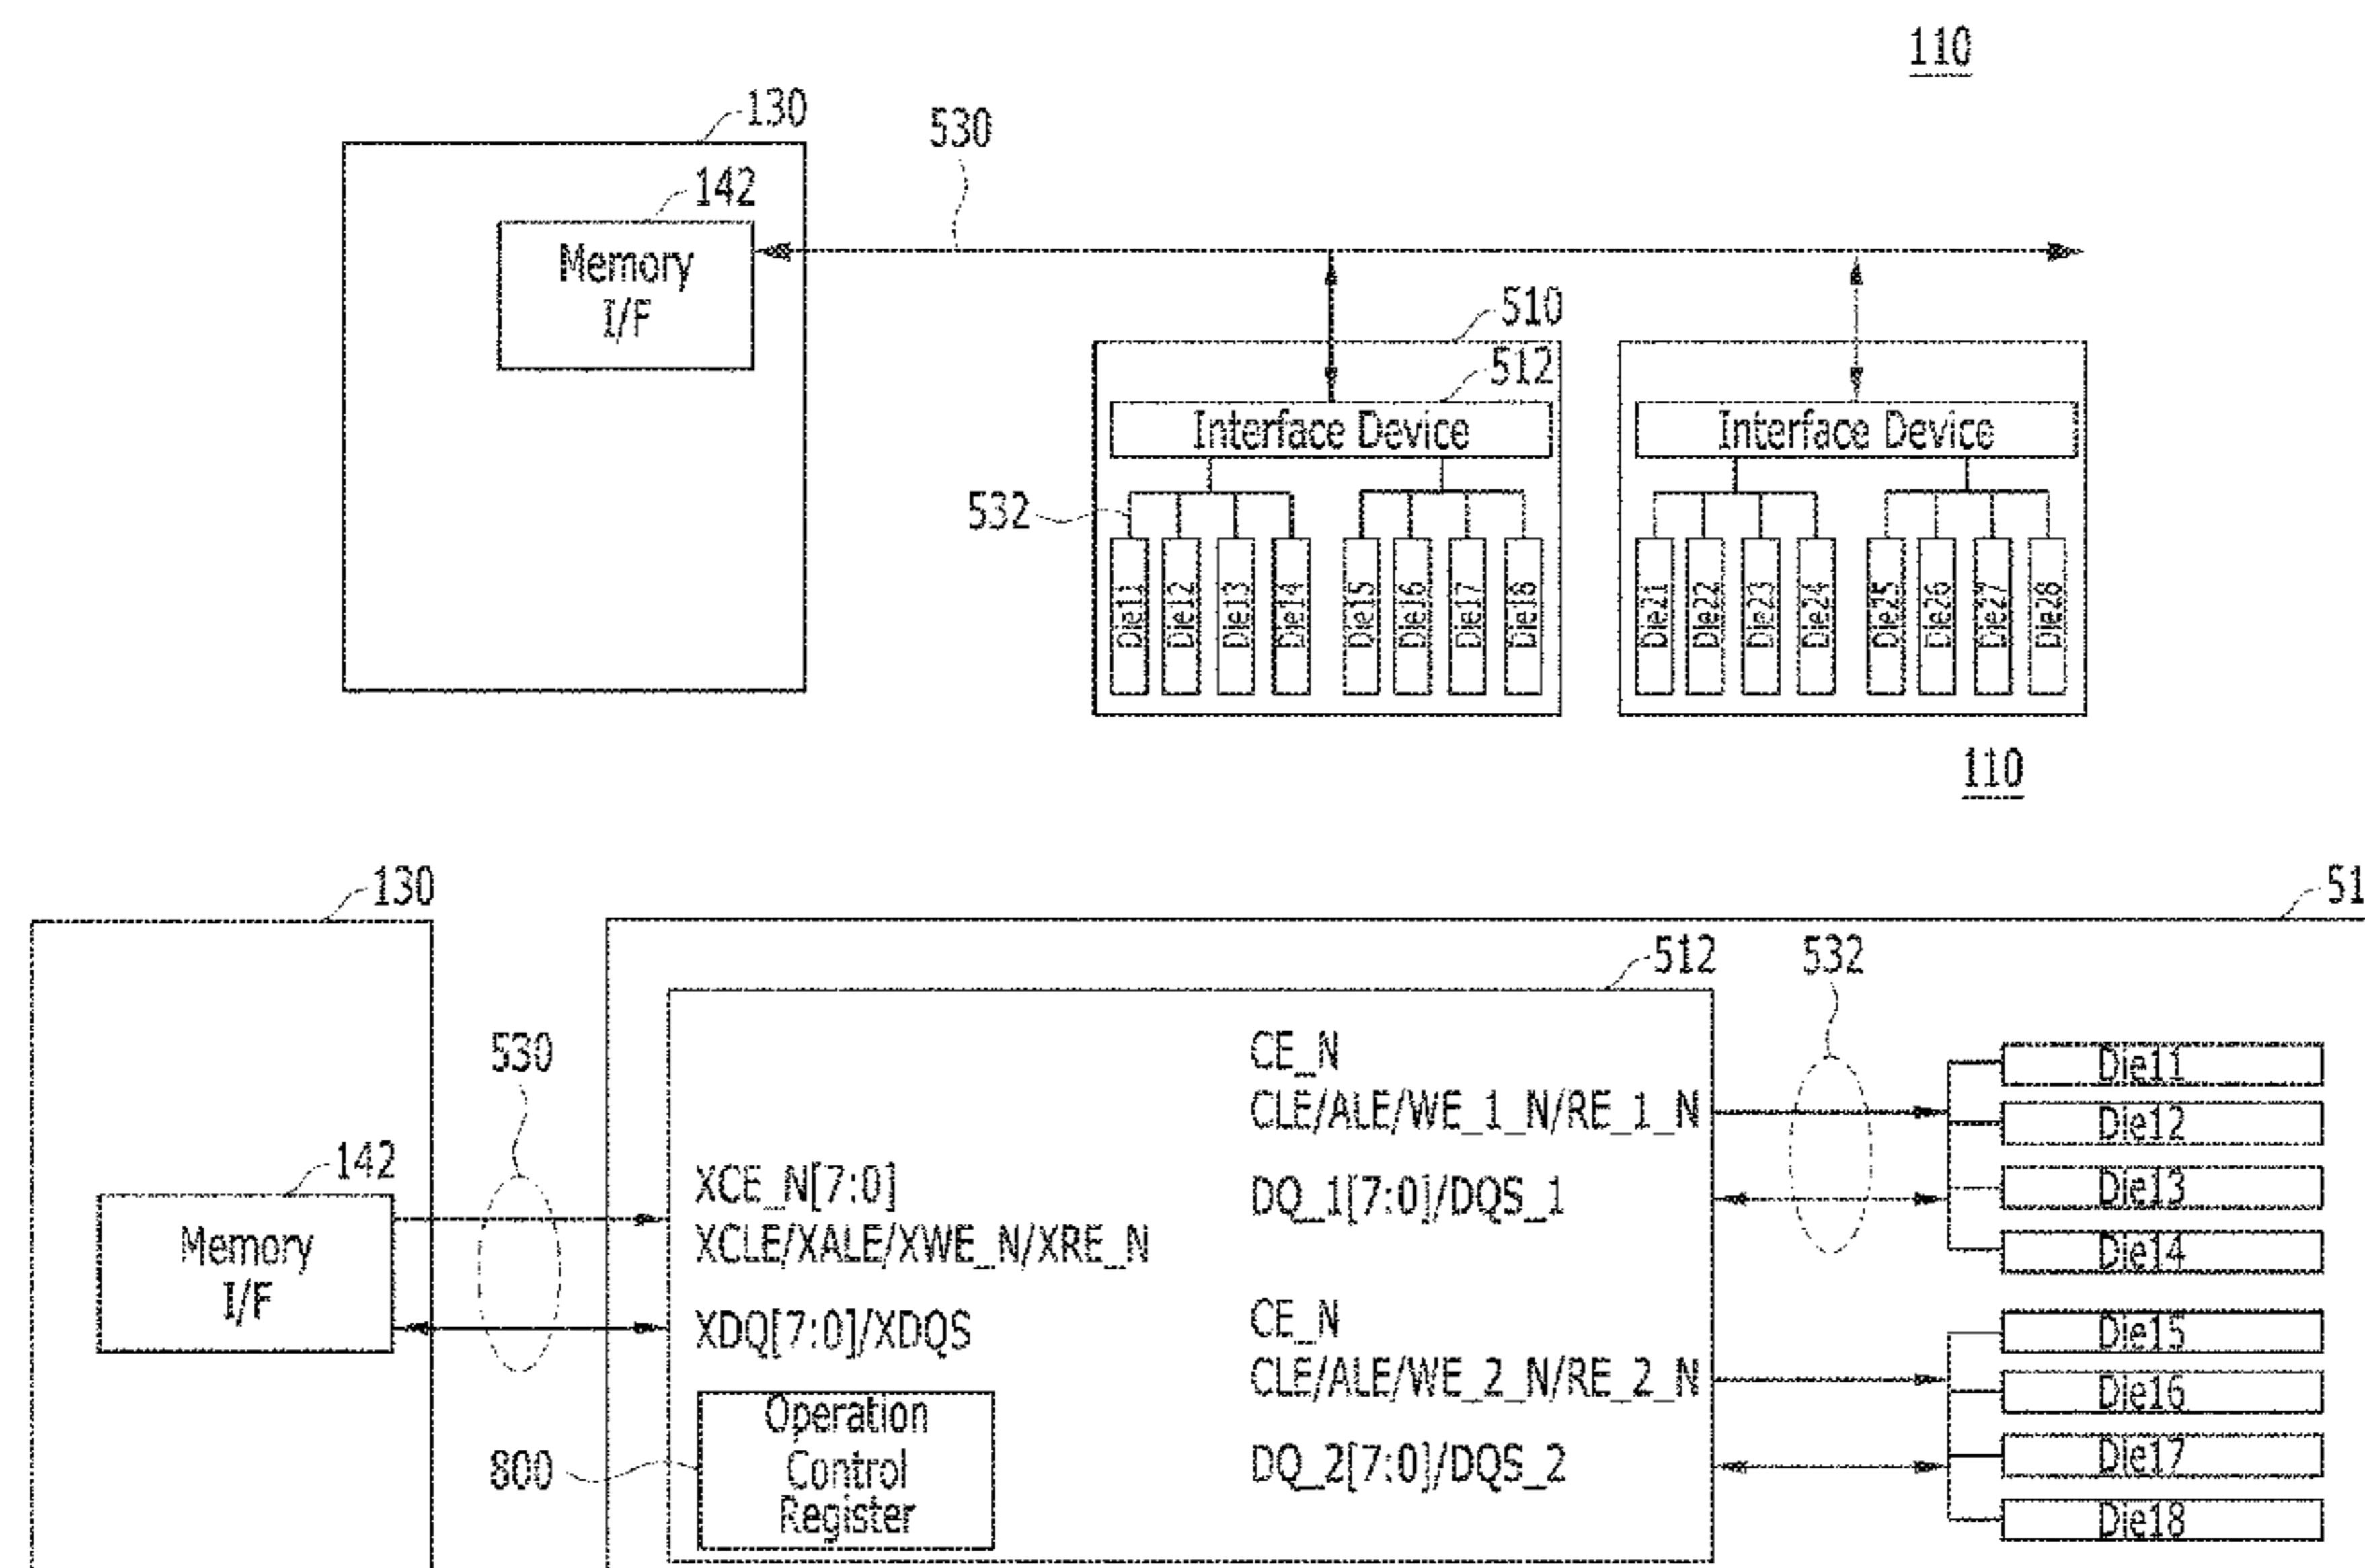 110
130
530
142
Memory
I/F
510
512
Interface Device
Interface Device
532
Die11
Die12
Die13
Die14
Die15
Die16
Die17
Die18
Die21
Die22
Die23
Die24
Die25
Die26
Die27
Die28
110
130
51
512
532
530
CE_N
CLE/ALE/WE_1_N/RE_1_N
DQ_1[7:0]/DQS_1
Die11
Die12
Die13
Die14
142
Memory
I/F
XCE_N[7:0]
XCLE/XALE/XWE_N/XRE_N
XDQ[7:0]/XDQS
CE_N
CLE/ALE/WE_2_N/RE_2_N
DQ_2[7:0]/DQS_2
Die15
Die16
Die17
Die18
800
Operation
Control
Register